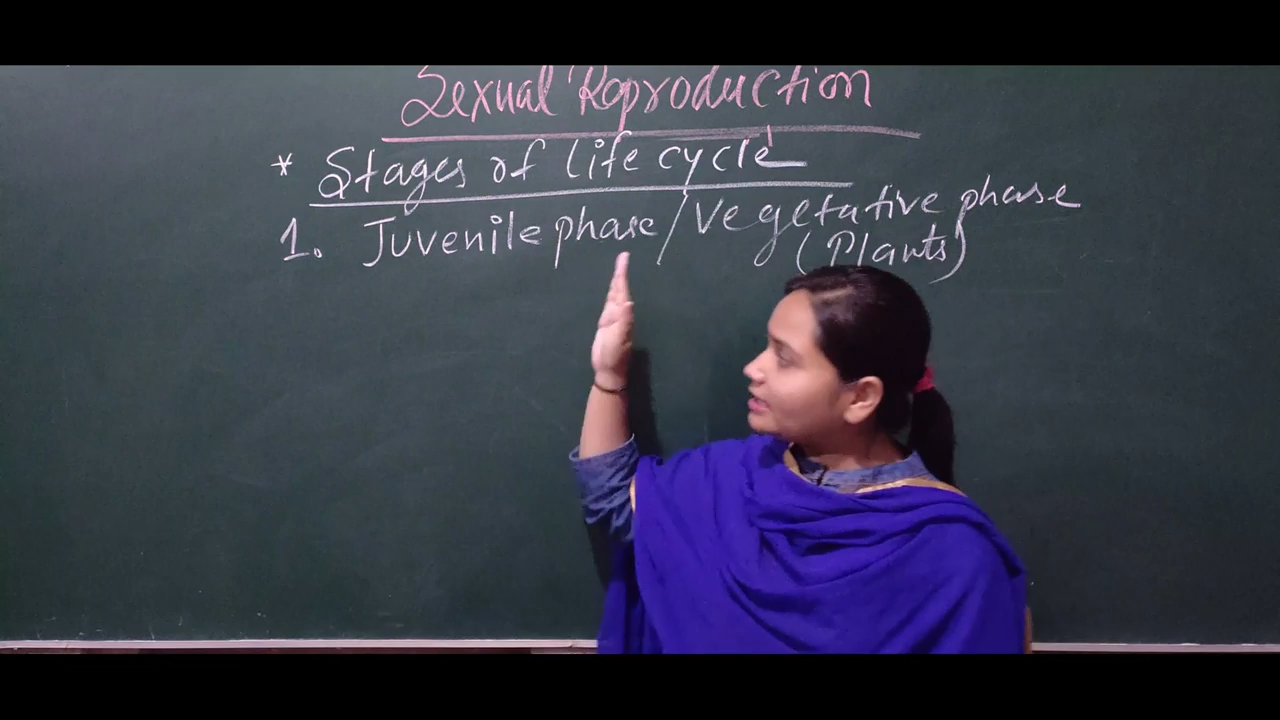 Sexual Reproduction
* Stages of life cycle
1. Juvenile phase / Vegetative phase
(Plants)